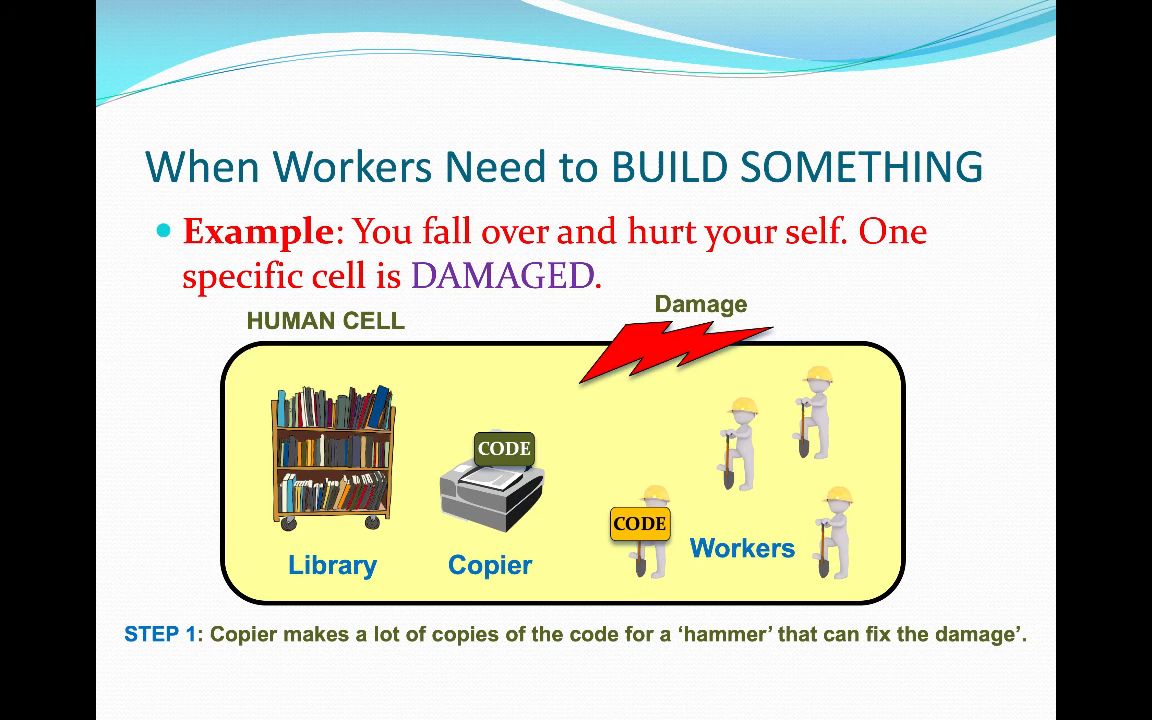 When Workers Need to BUILD SOMETHING
Example: You fall over and hurt your self. One
specific cell is DAMAGED.
Damage
HUMAN CELL
CODE
CODE
Workers
Library
Copier
STEP 1: Copier makes a lot of copies of the code for a ‘hammer’ that can fix the damage’.